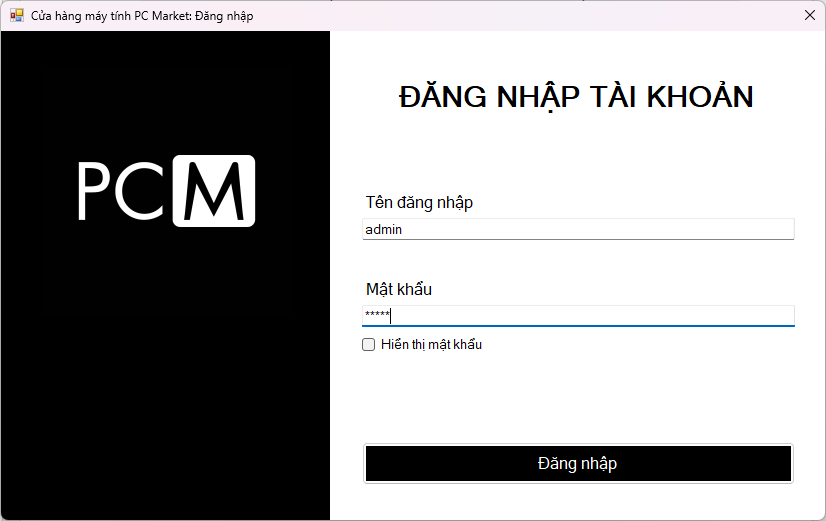 Cửa hàng máy tính PC Market: Đăng nhập
PCM
ĐĂNG NHẬP TÀI KHOẢN
Tên đăng nhập
admin
Mật khẩu
*****
Hiển thị mật khẩu
Đăng nhập